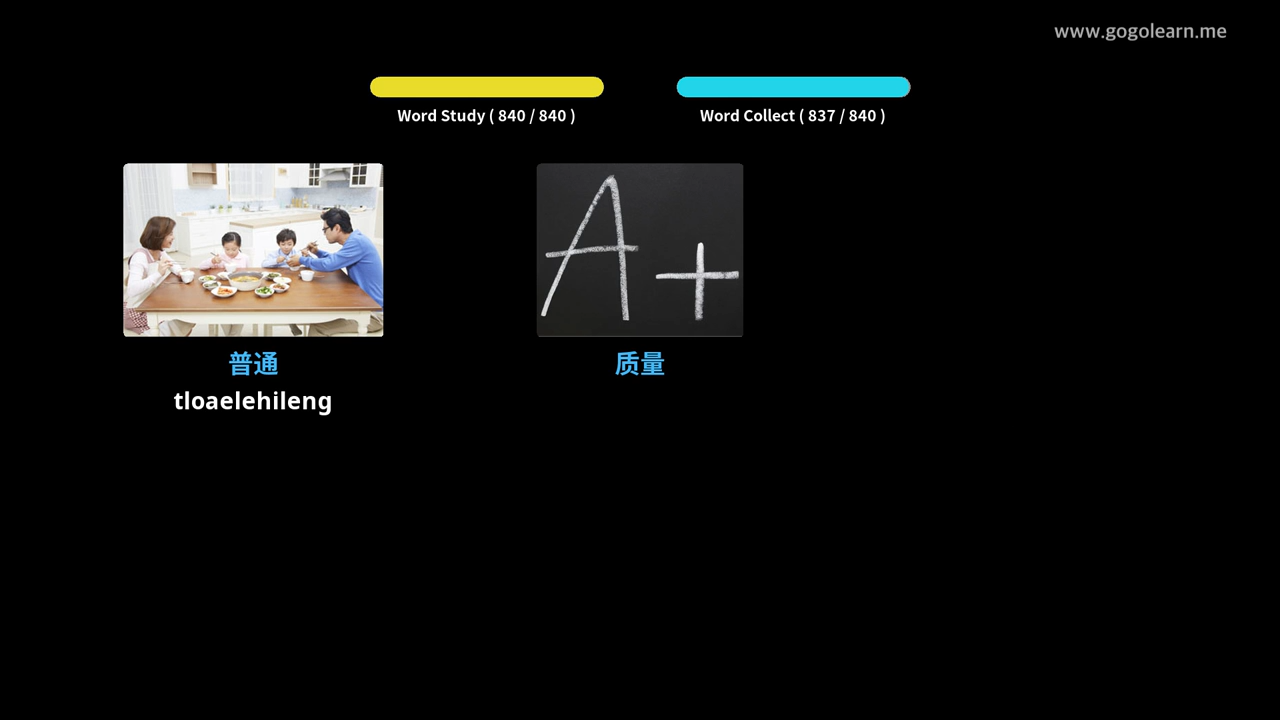 www.gogolearn.me
Word Study ( 840 / 840 )
Word Collect ( 837 / 840 )
A+
普通
质量
tloaelehileng